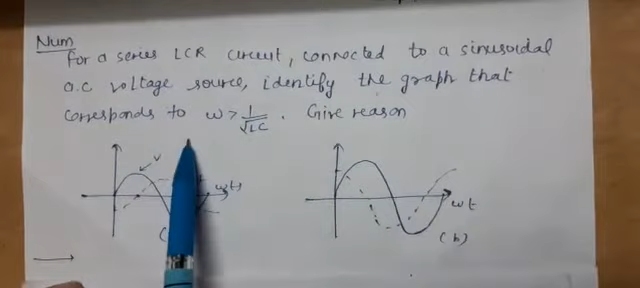 Num
For a series LCR circuit, connected to a sinusoidal
a.c voltage source, identify the graph that
corresponds to ω > 1/√LC . Give reason
V
ωt
ωt
(b)